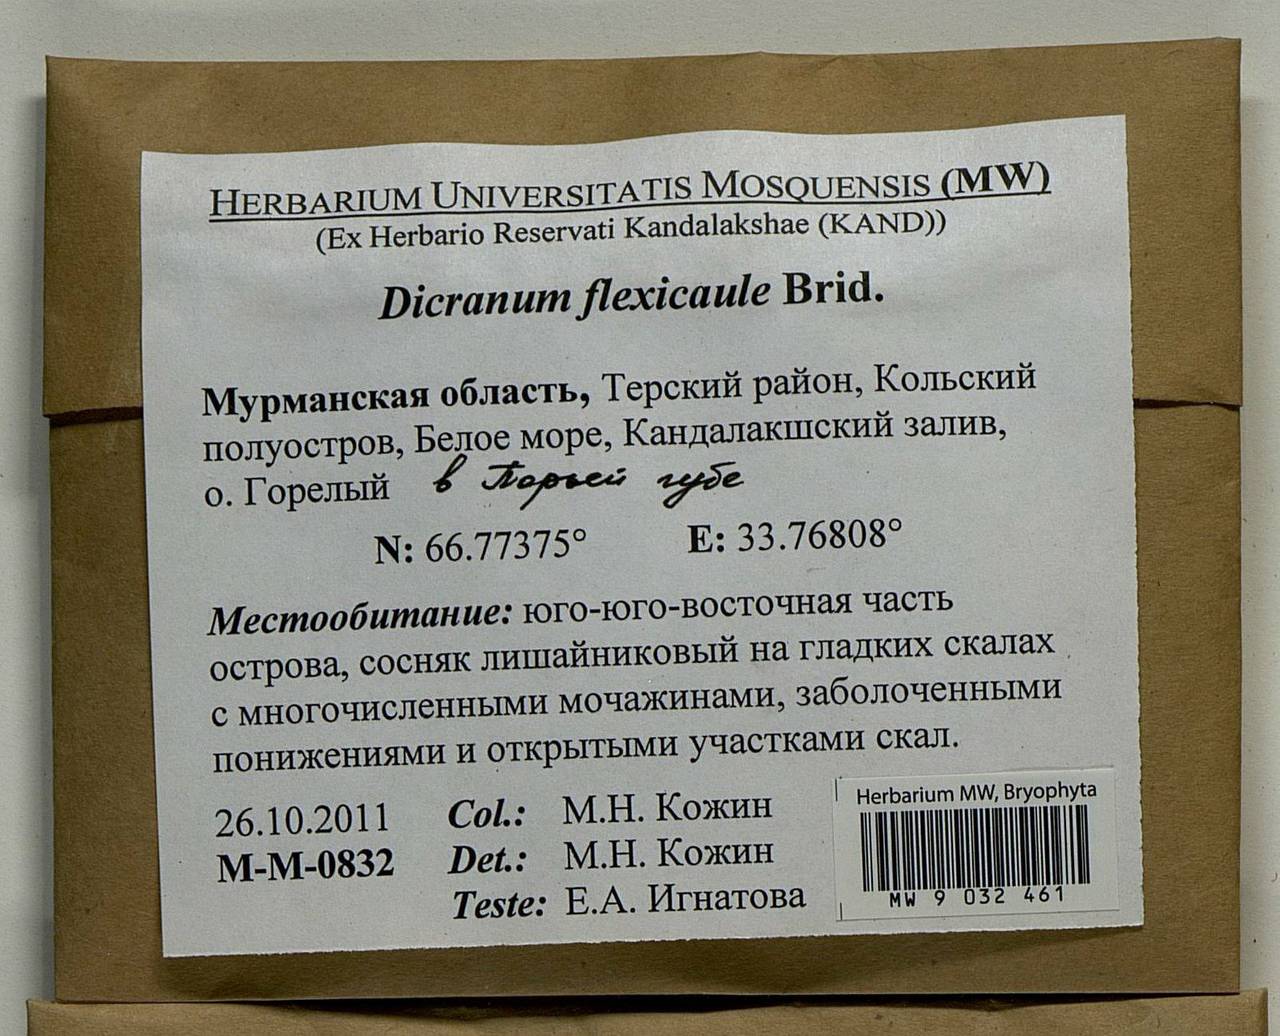 HERBARIUM UNIVERSITATIS MOSQUENSIS (MW)
(Ex Herbario Reservati Kandalakshae (KAND))
Dicranum flexicaule Brid.
Мурманская область, Терский район, Кольский
полуостров, Белое море, Кандалакшский залив,
о. Горелый в Порьей губе
N: 66.77375° E: 33.76808°
Местообитание: юго-юго-восточная часть
острова, сосняк лишайниковый на гладких скалах
с многочисленными мочажинами, заболоченными
понижениями и открытыми участками скал.
26.10.2011 Col.: М.Н. Кожин
М-М-0832 Det.: М.Н. Кожин
Teste: Е.А. Игнатова
Herbarium MW, Bryophyta
MW 9 032 461